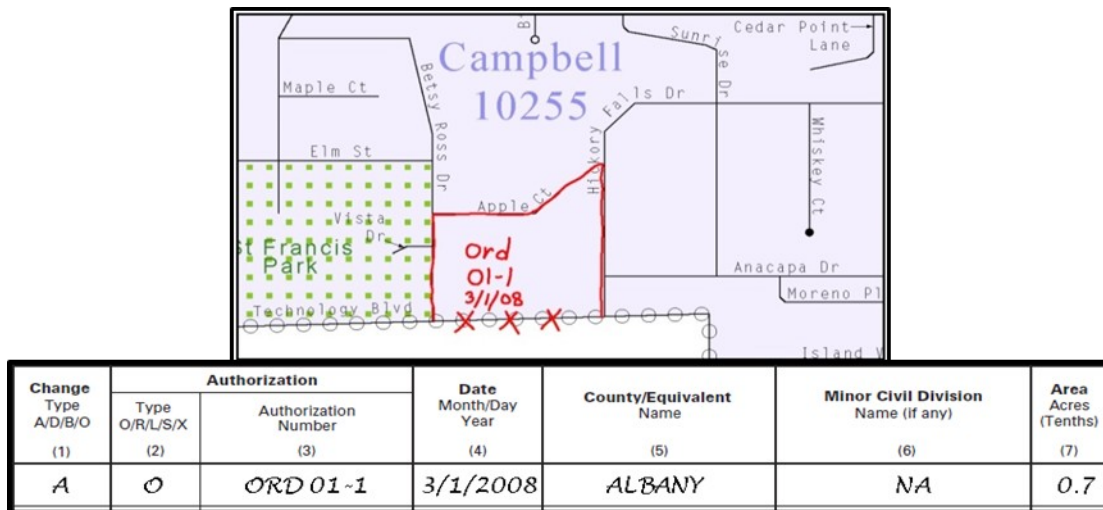 B
Sunry se Dr
Cedar Point
Lane
Campbell
10255
Maple Ct
Betsy Ross Dr
Hickory Falls Dr
Whiskey Ct
Elm St
Apple Ct
Vista
Dr
St Francis
Park
Ord
01-1
3/1/08
Anacapa Dr
Moreno Pl
Technology Blvd
X X X
Island V
Change Type A/D/B/O (1)
Authorization
Type O/R/L/S/X (2)
Authorization Number (3)
Date Month/Day Year (4)
County/Equivalent Name (5)
Minor Civil Division Name (if any) (6)
Area Acres (Tenths) (7)
A O ORD 01-1 3/1/2008 ALBANY NA 0.7